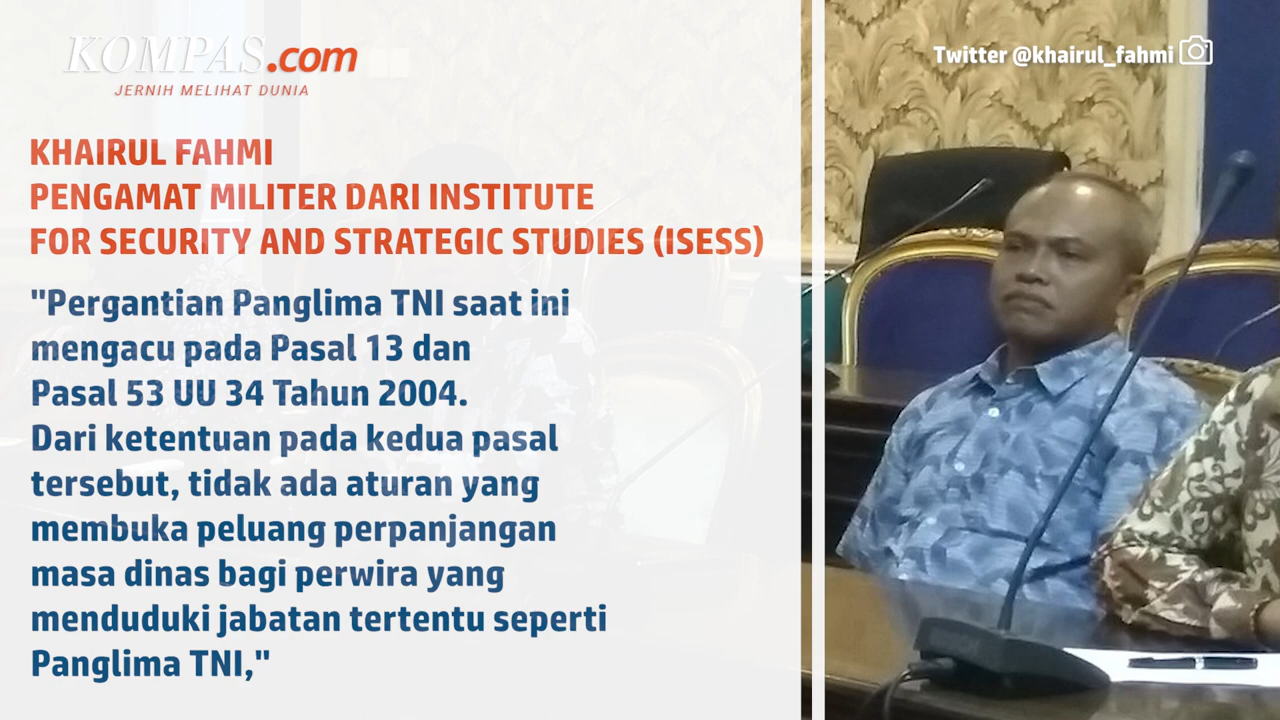 KOMPAS.com
JERNIH MELIHAT DUNIA
Twitter @khairul_fahmi
KHAIRUL FAHMI
PENGAMAT MILITER DARI INSTITUTE
FOR SECURITY AND STRATEGIC STUDIES (ISESS)
"Pergantian Panglima TNI saat ini
mengacu pada Pasal 13 dan
Pasal 53 UU 34 Tahun 2004.
Dari ketentuan pada kedua pasal
tersebut, tidak ada aturan yang
membuka peluang perpanjangan
masa dinas bagi perwira yang
menduduki jabatan tertentu seperti
Panglima TNI,"